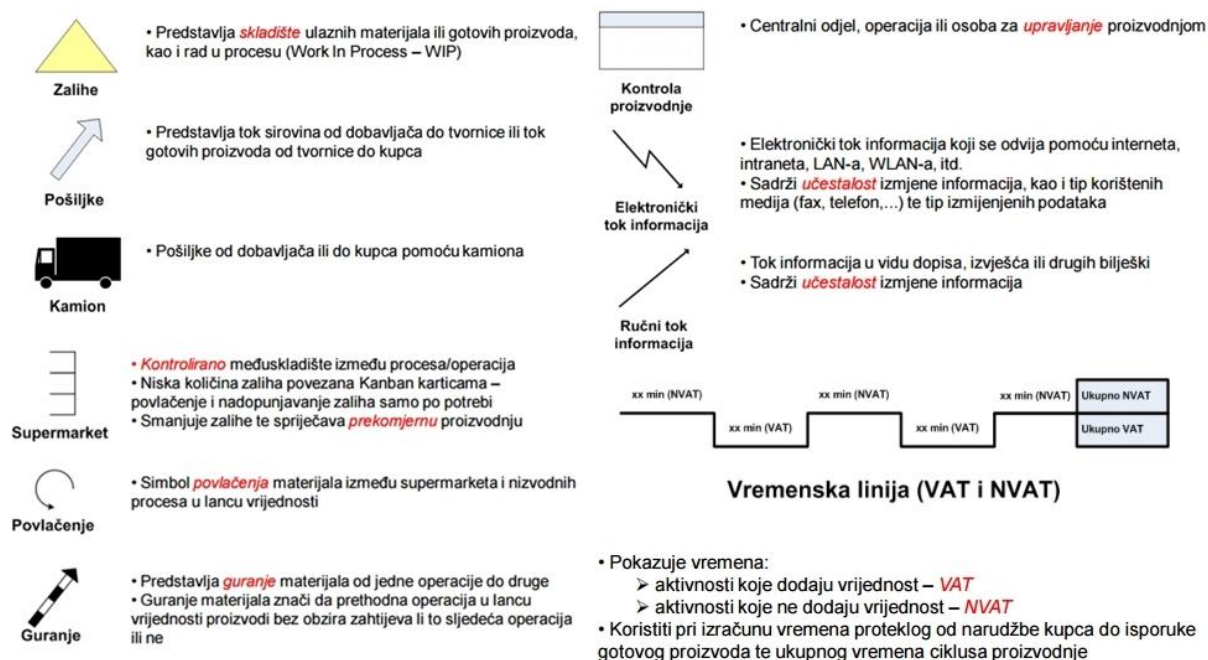 • Predstavlja skladište ulaznih materijala ili gotovih proizvoda,
kao i rad u procesu (Work In Process – WIP)
Zalihe
• Predstavlja tok sirovina od dobavljača do tvornice ili tok
gotovih proizvoda od tvornice do kupca
Pošiljke
• Pošiljke od dobavljača ili do kupca pomoću kamiona
Kamion
• Kontrolirano međuskladište između procesa/operacija
• Niska količina zaliha povezana Kanban karticama –
povlačenje i nadopunjavanje zaliha samo po potrebi
• Smanjuje zalihe te spriječava prekomjernu proizvodnju
Supermarket
• Simbol povlačenja materijala između supermarketa i nizvodnih
procesa u lancu vrijednosti
Povlačenje
• Predstavlja guranje materijala od jedne operacije do druge
• Guranje materijala znači da prethodna operacija u lancu
vrijednosti proizvodi bez obzira zahtijeva li to sljedeća operacija
ili ne
Guranje
• Centralni odjel, operacija ili osoba za upravljanje proizvodnjom
Kontrola
proizvodnje
• Elektronički tok informacija koji se odvija pomoću interneta,
intraneta, LAN-a, WLAN-a, itd.
• Sadrži učestalost izmjene informacija, kao i tip korištenih
medija (fax, telefon,...) te tip izmijenjenih podataka
Elektronički
tok informacija
• Tok informacija u vidu dopisa, izvješća ili drugih bilješki
• Sadrži učestalost izmjene informacija
Ručni tok
informacija
xx min (NVAT) xx min (NVAT) xx min (NVAT) Ukupno NVAT
xx min (VAT) xx min (VAT) Ukupno VAT
Vremenska linija (VAT i NVAT)
• Pokazuje vremena:
➢ aktivnosti koje dodaju vrijednost – VAT
➢ aktivnosti koje ne dodaju vrijednost – NVAT
• Koristiti pri izračunu vremena proteklog od narudžbe kupca do isporuke
gotovog proizvoda te ukupnog vremena ciklusa proizvodnje